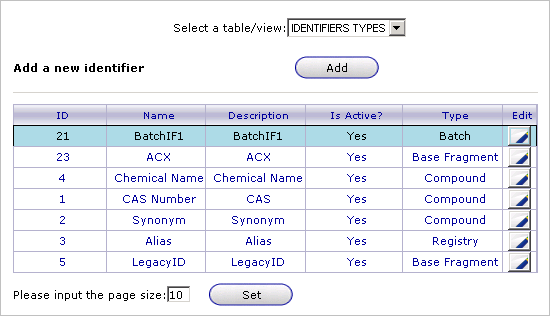 Select a table/view: IDENTIFIERS TYPES
Add a new identifier Add
ID Name Description Is Active? Type Edit
21 BatchIF1 BatchIF1 Yes Batch
23 ACX ACX Yes Base Fragment
4 Chemical Name Chemical Name Yes Compound
1 CAS Number CAS Yes Compound
2 Synonym Synonym Yes Compound
3 Alias Alias Yes Registry
5 LegacyID LegacyID Yes Base Fragment
Please input the page size: 10 Set